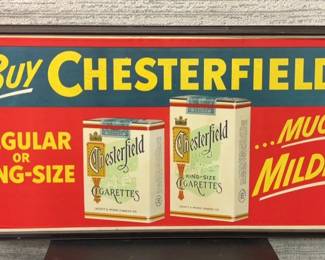 BUY CHESTERFIELD
EGULAR
OR
NG-SIZE
...MUC
MILDE
Chesterfield
CIGARETTES
Chesterfield
KING-SIZE
CIGARETTES